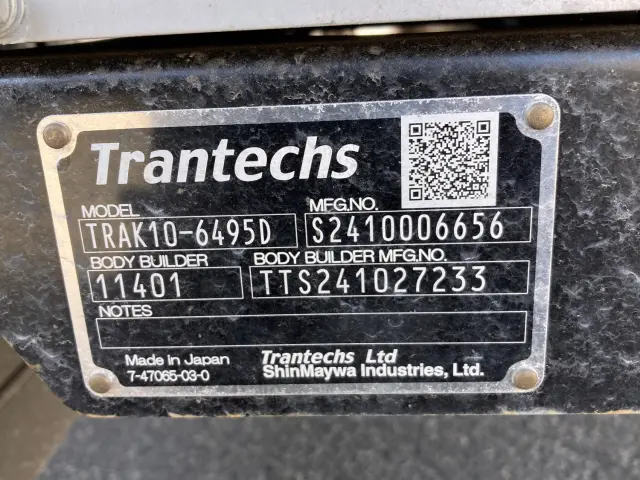 Trantechs
MODEL MFG.NO.
TRAK10-6495D S2410006656
BODY BUILDER BODY BUILDER MFG.NO.
11401 TTS241027233
NOTES
Made in Japan Trantechs Ltd
7-47065-03-0 ShinMaywa Industries, Ltd.